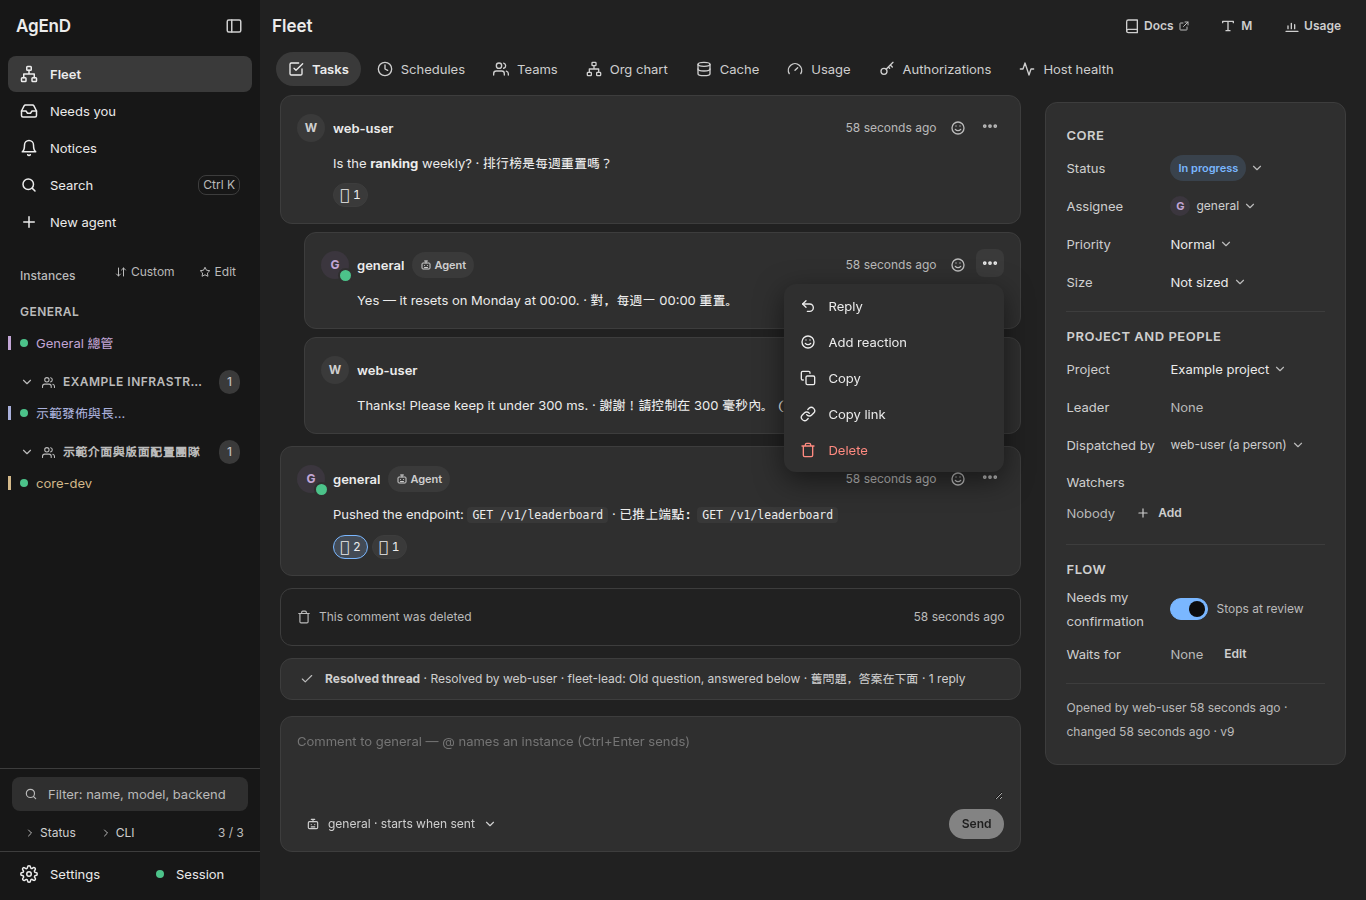 AgEnD
Fleet
Needs you
Notices
Search Ctrl K
New agent
Instances Custom Edit
GENERAL
General 總管
EXAMPLE INFRASTR... 1
示範發佈與長...
示範介面與版面配置團隊 1
core-dev
Filter: name, model, backend
Status CLI 3 / 3
Settings Session
Fleet
Docs M Usage
Tasks Schedules Teams Org chart Cache Usage Authorizations Host health
W web-user 58 seconds ago
Is the ranking weekly? · 排行榜是每週重置嗎？
1
G general Agent 58 seconds ago
Yes — it resets on Monday at 00:00. · 對，每週一 00:00 重置。
W web-user
Thanks! Please keep it under 300 ms. · 謝謝！請控制在 300 毫秒內。 (
Reply
Add reaction
Copy
Copy link
Delete
G general Agent 58 seconds ago
Pushed the endpoint: GET /v1/leaderboard · 已推上端點： GET /v1/leaderboard
2 1
This comment was deleted 58 seconds ago
Resolved thread · Resolved by web-user · fleet-lead: Old question, answered below · 舊問題，答案在下面 · 1 reply
Comment to general — @ names an instance (Ctrl+Enter sends)
general · starts when sent Send
CORE
Status In progress
Assignee G general
Priority Normal
Size Not sized
PROJECT AND PEOPLE
Project Example project
Leader None
Dispatched by web-user (a person)
Watchers
Nobody Add
FLOW
Needs my
confirmation Stops at review
Waits for None Edit
Opened by web-user 58 seconds ago ·
changed 58 seconds ago · v9